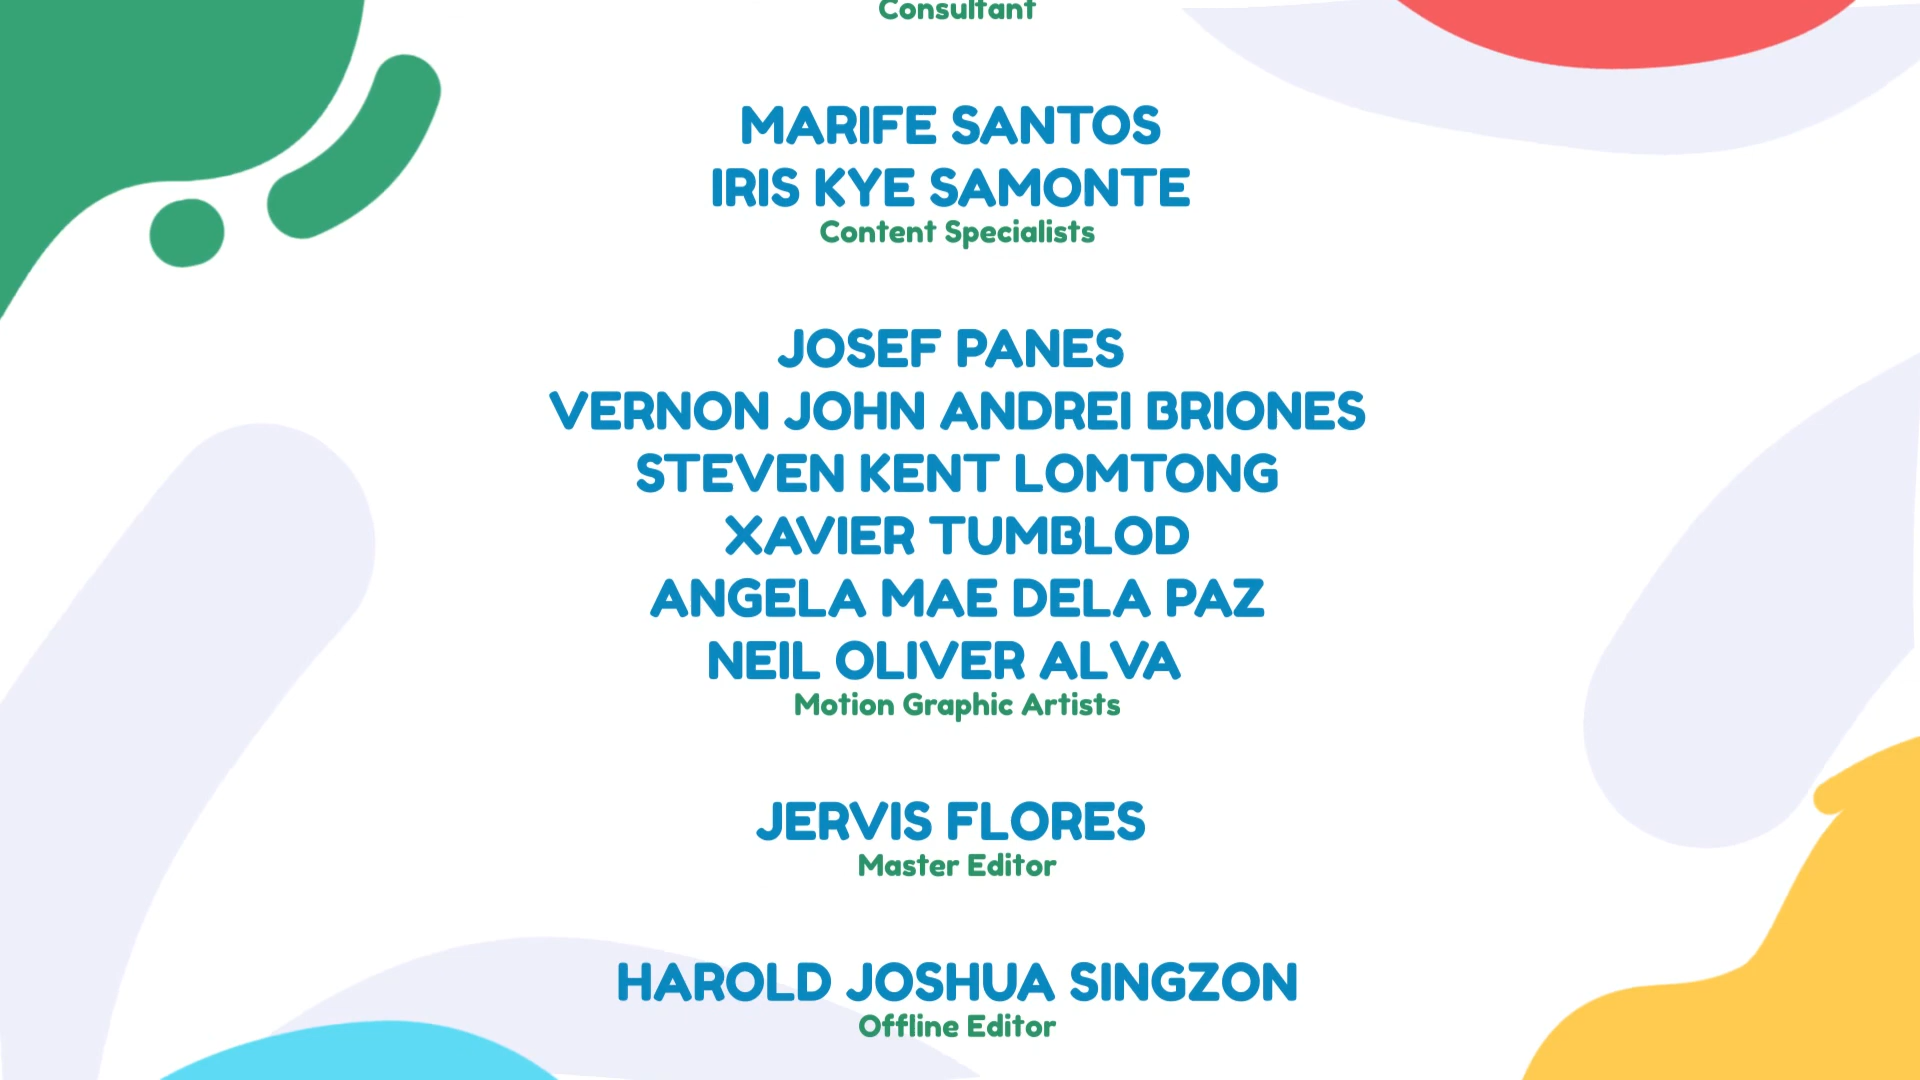 Consultant
MARIFE SANTOS
IRIS KYE SAMONTE
Content Specialists
JOSEF PANES
VERNON JOHN ANDREI BRIONES
STEVEN KENT LOMTONG
XAVIER TUMBLOD
ANGELA MAE DELA PAZ
NEIL OLIVER ALVA
Motion Graphic Artists
JERVIS FLORES
Master Editor
HAROLD JOSHUA SINGZON
Offline Editor